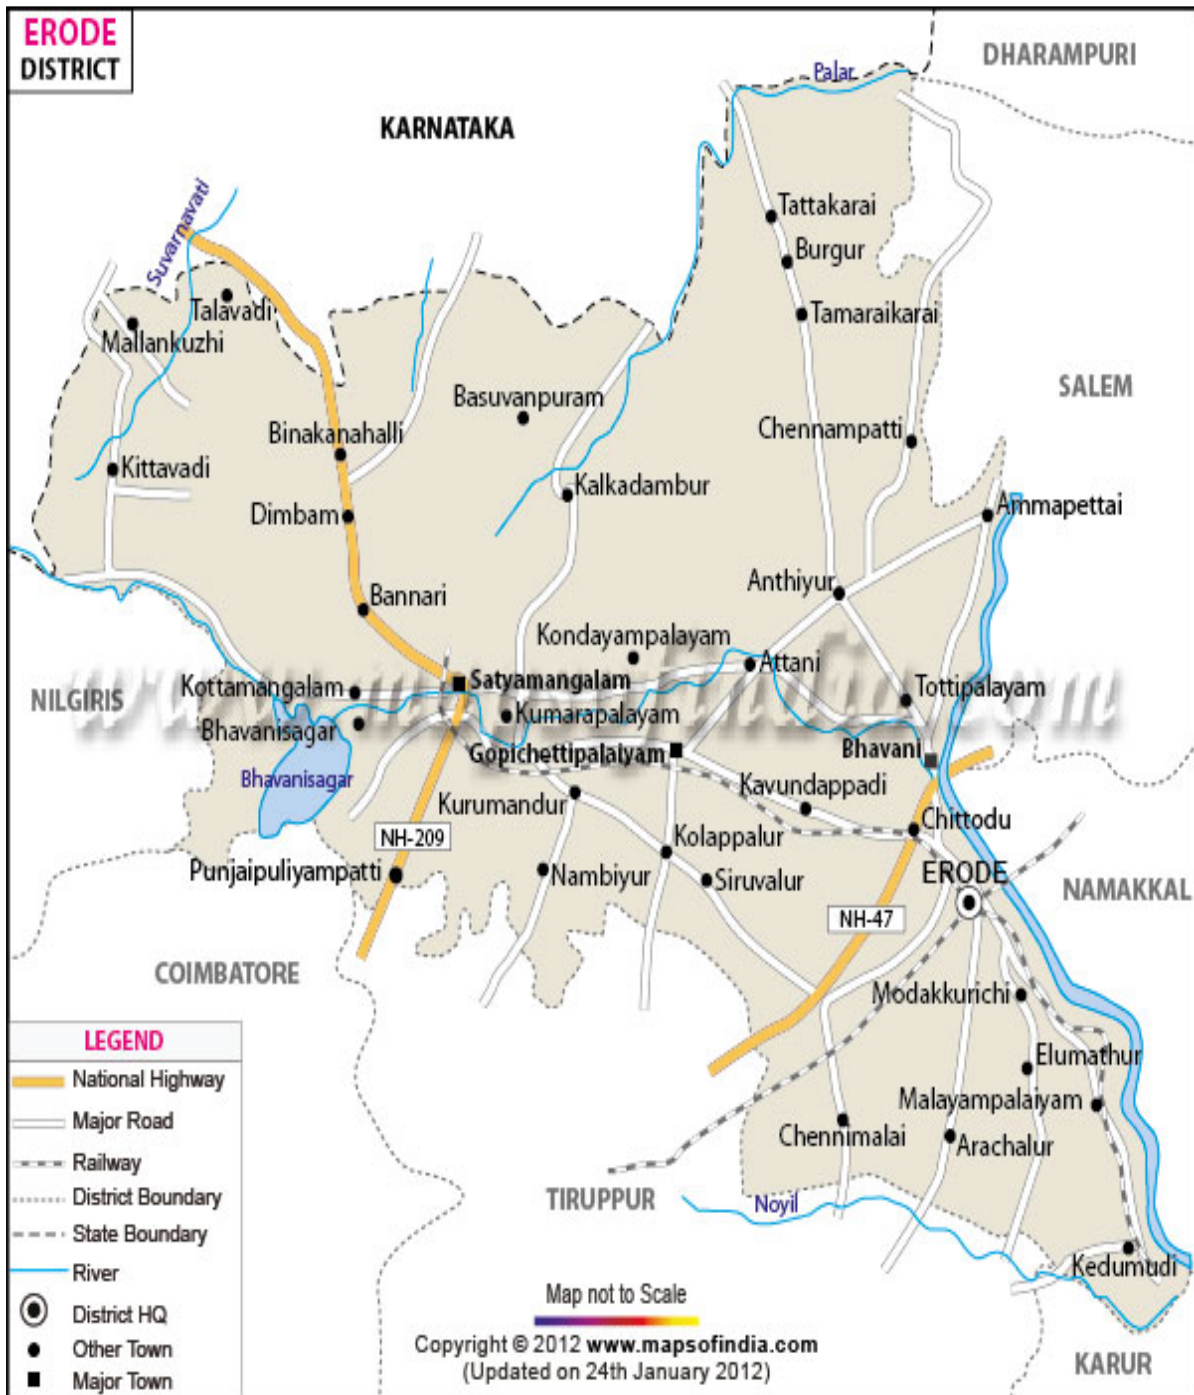 ERODE
DISTRICT
DHARAMPURI
Palar
KARNATAKA
Suvarnavati
Tattakarai
Burgur
Talavadi
Tamaraikarai
Mallankuzhi
SALEM
Basuvanpuram
Binakanahalli
Chennampatti
Kittavadi
Kalkadambur
Dimbam
Ammapettai
Anthiyur
Bannari
Kondayampalayam
Attani
Satyamangalam
Kottamangalam
Tottipalayam
NILGIRIS
Kumarapalayam
Bhavanisagar
Gopichettipalaiyam
Bhavani
Bhavanisagar
Kavundappadi
Kurumandur
Chittodu
NH-209
Kolappalur
Punjaipuliyampatti
Nambiyur
Siruvalur
ERODE
NAMAKKAL
NH-47
COIMBATORE
Modakkurichi
Elumathur
Malayampalaiyam
Chennimalai
Arachalur
TIRUPPUR
Noyil
Kedumudi
KARUR
LEGEND
National Highway
Major Road
Railway
District Boundary
State Boundary
River
District HQ
Other Town
Major Town
Map not to Scale
Copyright © 2012 www.mapsofindia.com
(Updated on 24th January 2012)